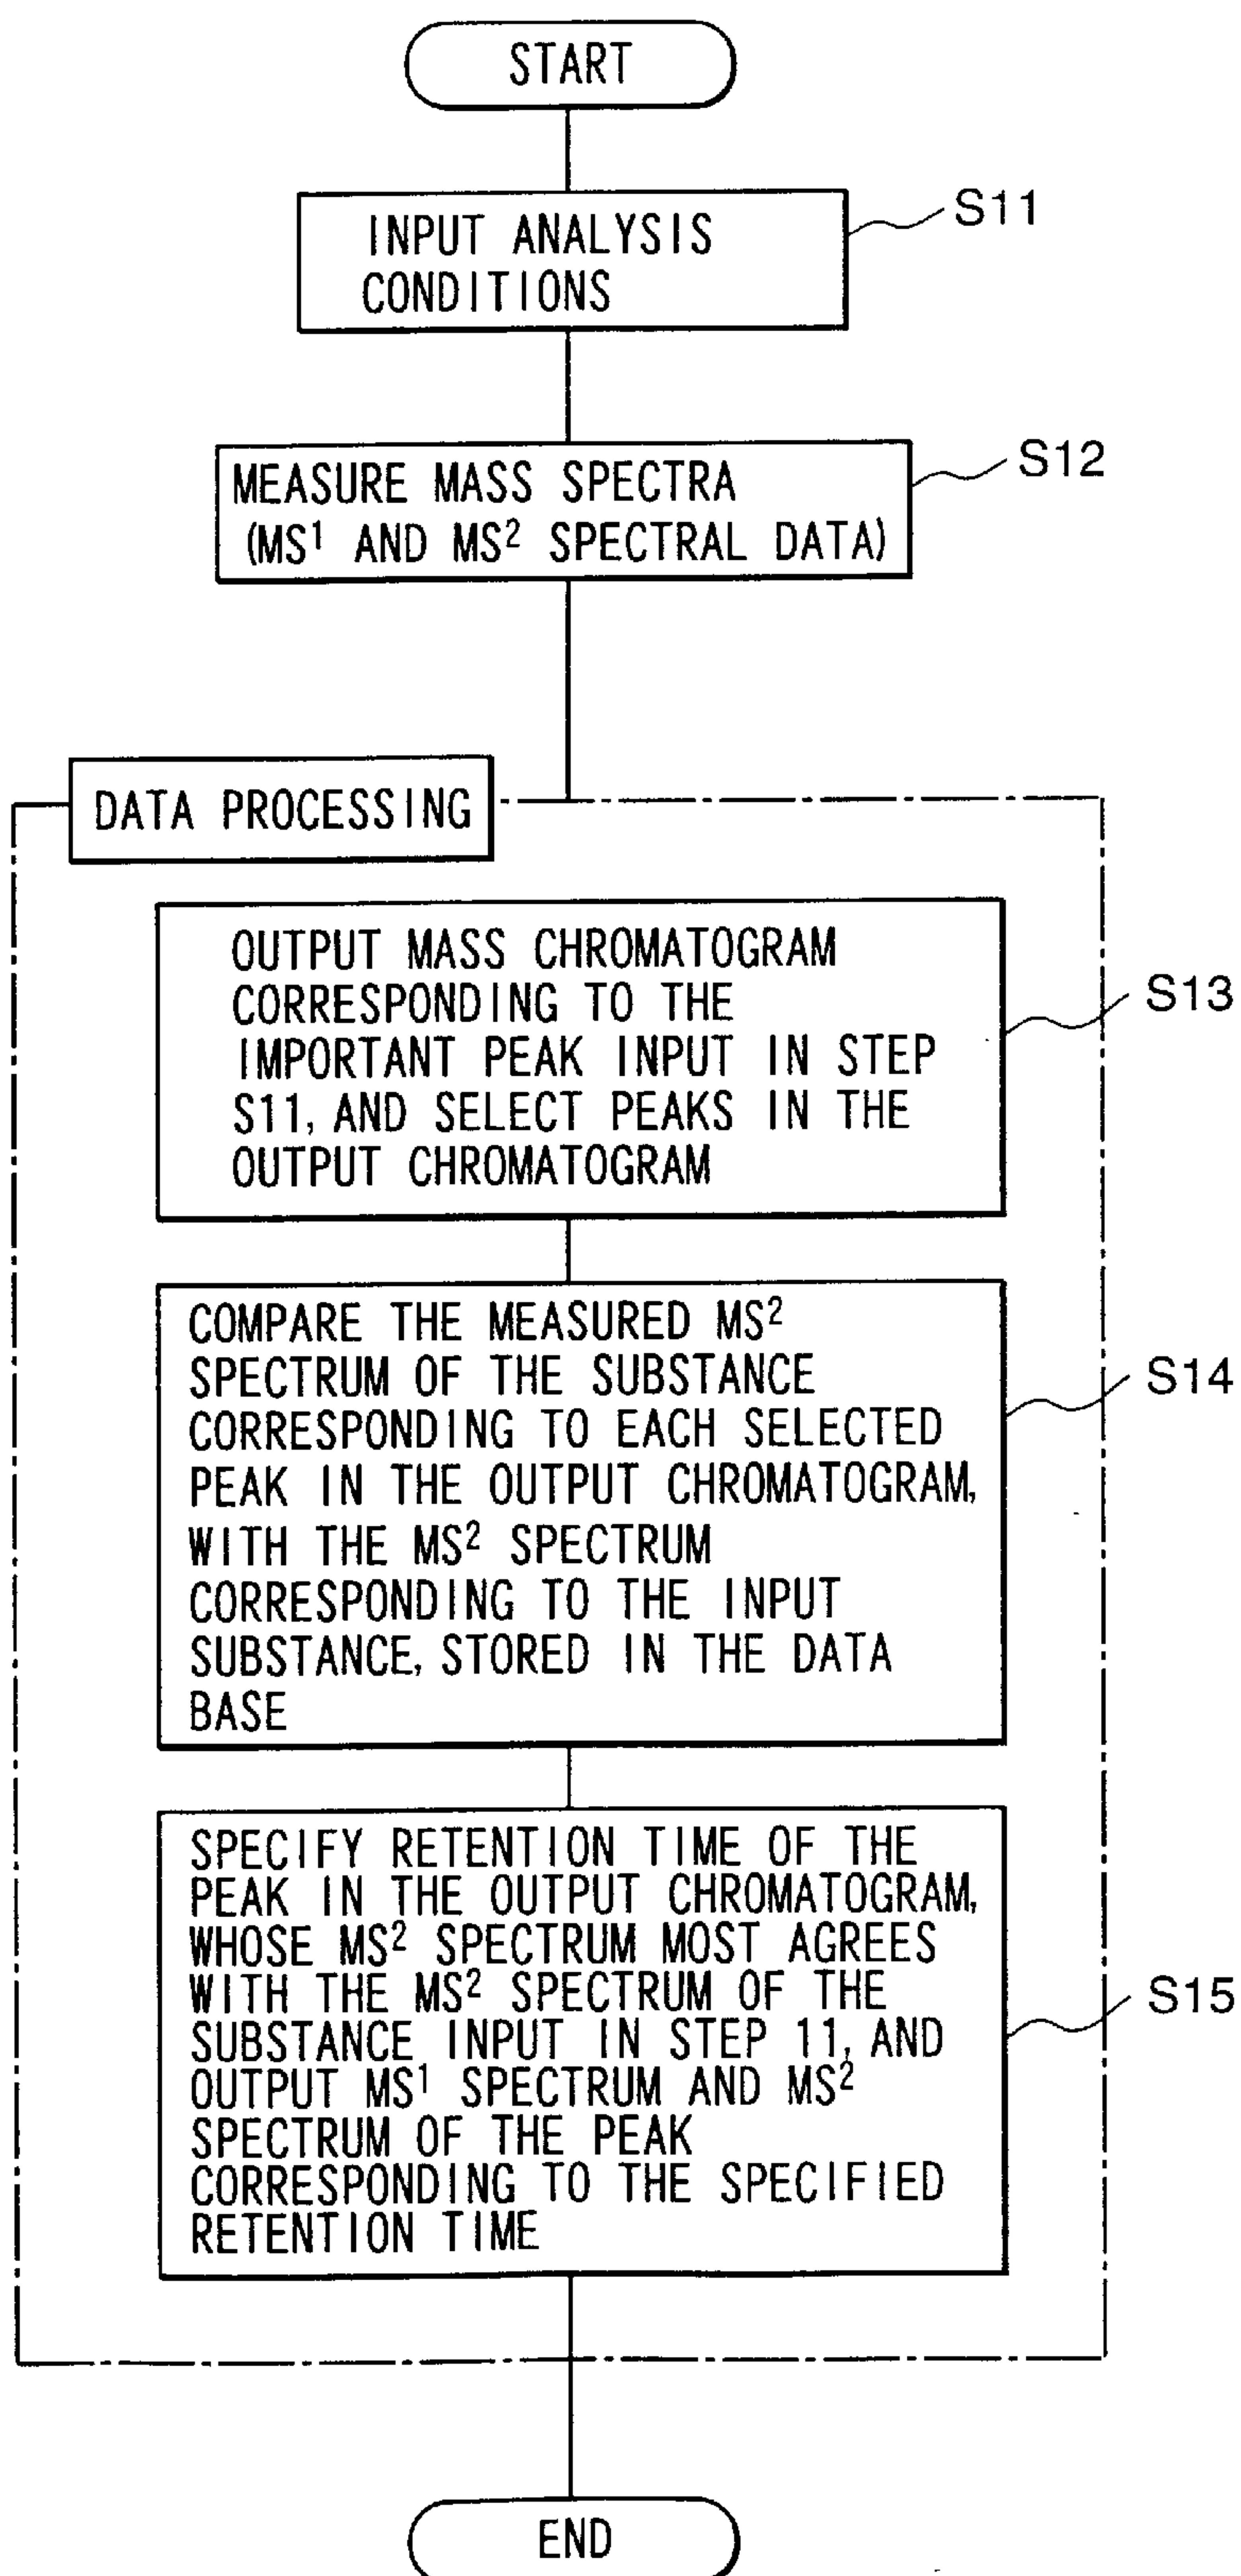 START
INPUT ANALYSIS
CONDITIONS
S11
MEASURE MASS SPECTRA
(MS¹ AND MS² SPECTRAL DATA)
S12
DATA PROCESSING
OUTPUT MASS CHROMATOGRAM
CORRESPONDING TO THE
IMPORTANT PEAK INPUT IN STEP
S11, AND SELECT PEAKS IN THE
OUTPUT CHROMATOGRAM
S13
COMPARE THE MEASURED MS²
SPECTRUM OF THE SUBSTANCE
CORRESPONDING TO EACH SELECTED
PEAK IN THE OUTPUT CHROMATOGRAM,
WITH THE MS² SPECTRUM
CORRESPONDING TO THE INPUT
SUBSTANCE, STORED IN THE DATA
BASE
S14
SPECIFY RETENTION TIME OF THE
PEAK IN THE OUTPUT CHROMATOGRAM,
WHOSE MS² SPECTRUM MOST AGREES
WITH THE MS² SPECTRUM OF THE
SUBSTANCE INPUT IN STEP 11, AND
OUTPUT MS¹ SPECTRUM AND MS²
SPECTRUM OF THE PEAK
CORRESPONDING TO THE SPECIFIED
RETENTION TIME
S15
END